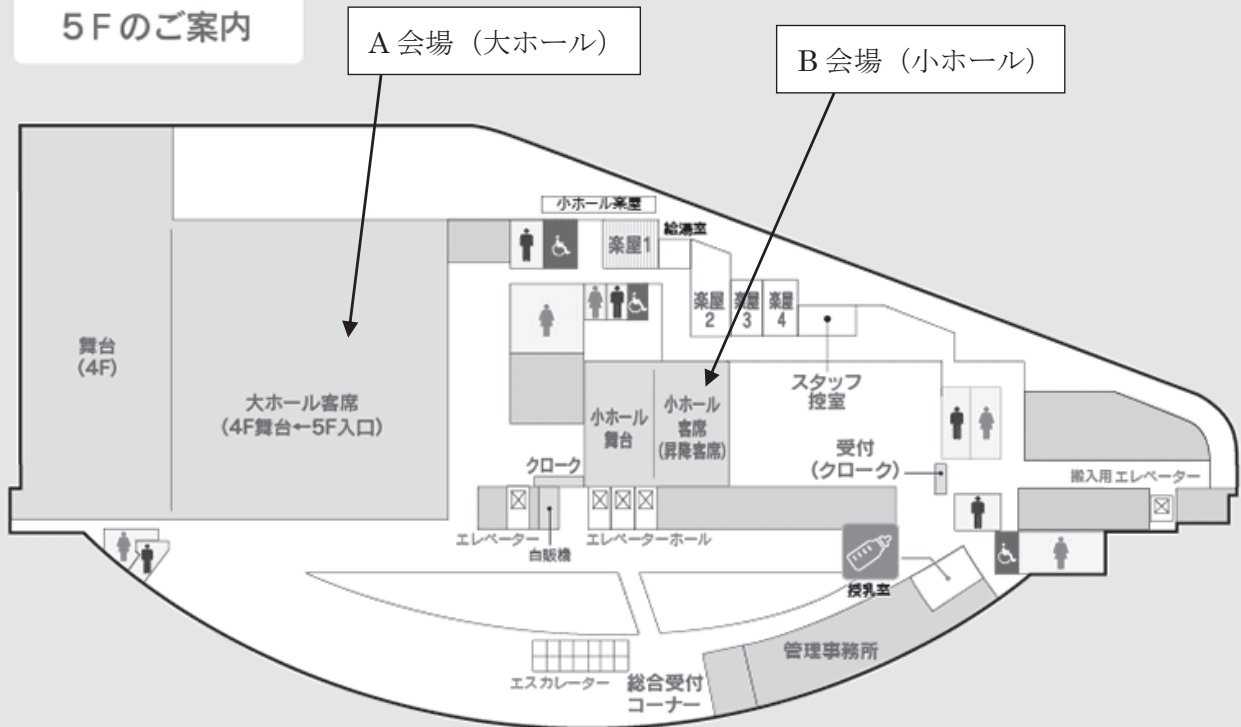 5Fのご案内
A 会場（大ホール）
B 会場（小ホール）
小ホール楽屋
給湯室
楽屋1
楽屋
2
楽屋
3
楽屋
4
舞台
(4F)
大ホール客席
(4F舞台←5F入口)
小ホール
舞台
小ホール
客席
(昇降客席)
スタッフ
控室
受付
(クローク)
クローク
搬入用エレベーター
エレベーター
自販機
エレベーターホール
授乳室
管理事務所
エスカレーター
総合受付
コーナー